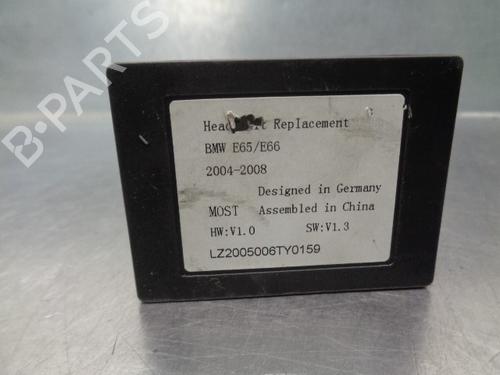 Replacement
BMW E65/E66
2004-2008
Designed in Germany
MOST Assembled in China
HW:V1.0 SW:V1.3
LZ2005006TY0159
B-PARTS
B-PARTS